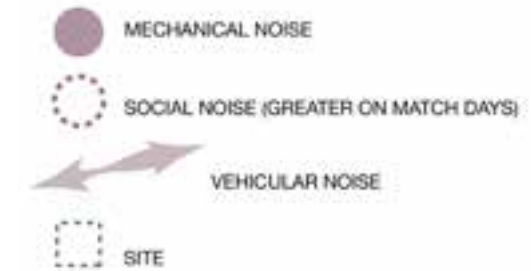 MECHANICAL NOISE
SOCIAL NOISE (GREATER ON MATCH DAYS)
VEHICULAR NOISE
SITE